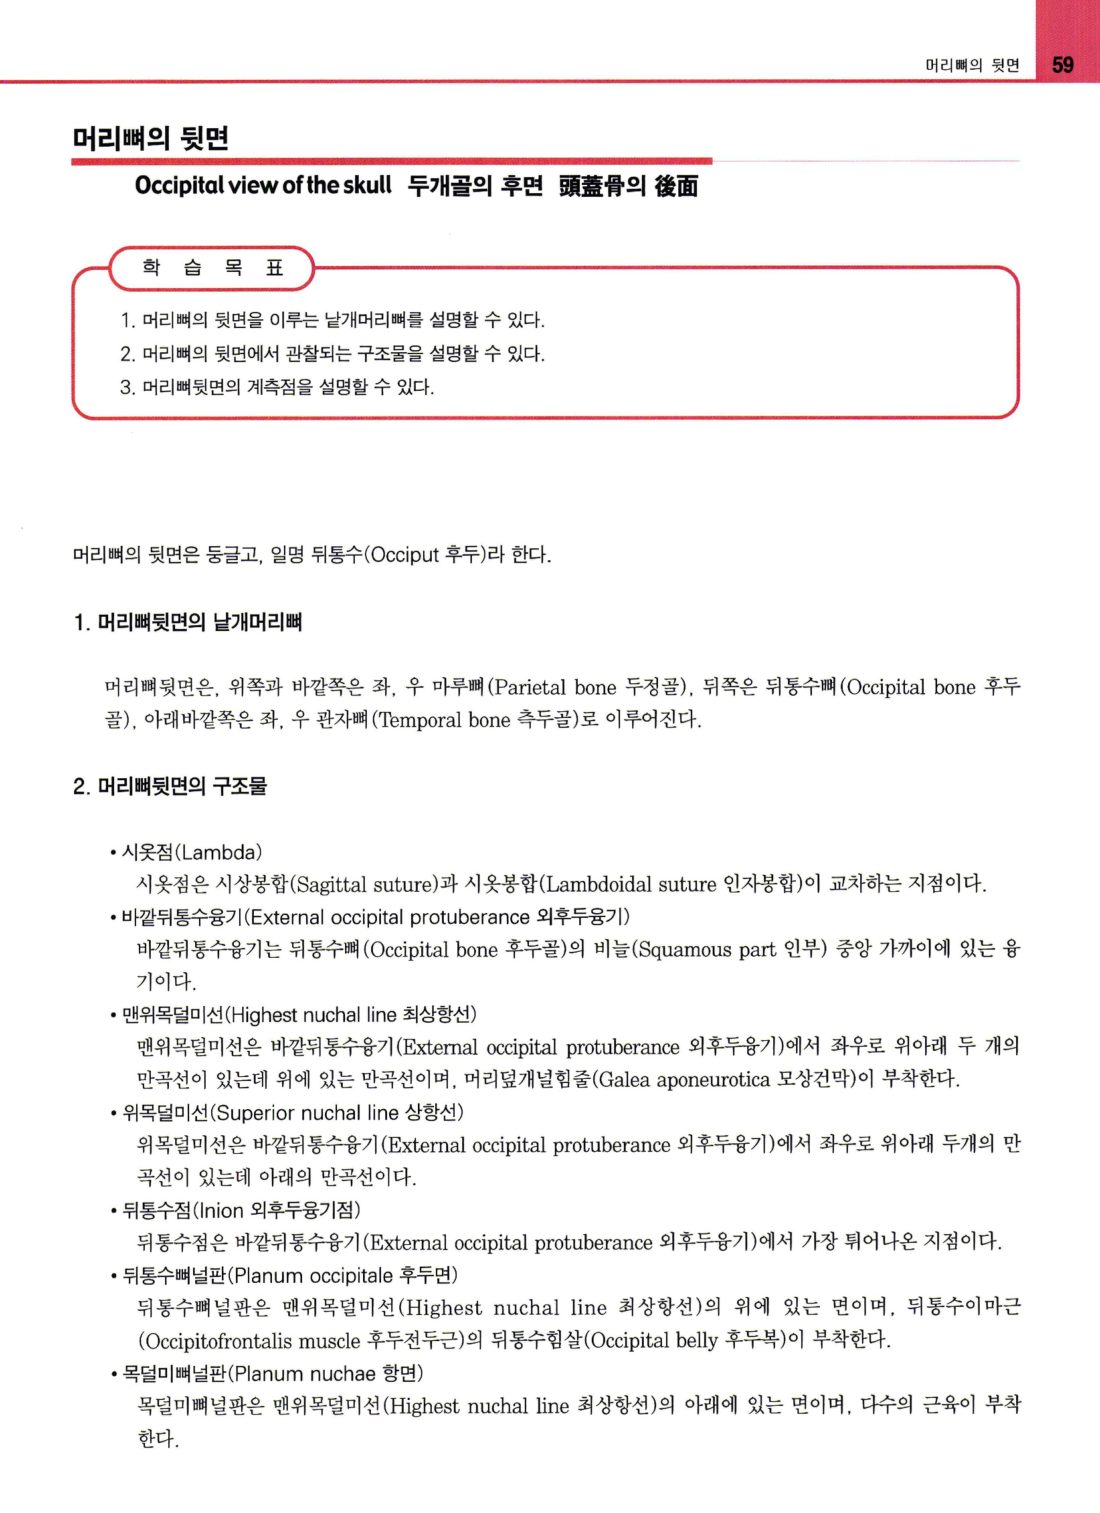 머리뼈의 뒷면 59
머리뼈의 뒷면
Occipital view of the skull 두개골의 후면 頭蓋骨의 後面
학 습 목 표
1. 머리뼈의 뒷면을 이루는 낱개머리뼈를 설명할 수 있다.
2. 머리뼈의 뒷면에서 관찰되는 구조물을 설명할 수 있다.
3. 머리뼈뒷면의 계측점을 설명할 수 있다.
머리뼈의 뒷면은 둥글고, 일명 뒤통수(Occiput 후두)라 한다.
1. 머리뼈뒷면의 낱개머리뼈
머리뼈뒷면은, 위쪽과 바깥쪽은 좌, 우 마루뼈(Parietal bone 두정골), 뒤쪽은 뒤통수뼈(Occipital bone 후두
골), 아래바깥쪽은 좌, 우 관자뼈(Temporal bone 측두골)로 이루어진다.
2. 머리뼈뒷면의 구조물
• 시옷점(Lambda)
시옷점은 시상봉합(Sagittal suture)과 시옷봉합(Lambdoidal suture 인자봉합)이 교차하는 지점이다.
• 바깥뒤통수융기(External occipital protuberance 외후두융기)
바깥뒤통수융기는 뒤통수뼈(Occipital bone 후두골)의 비늘(Squamous part 인부) 중앙 가까이에 있는 융
기이다.
• 맨위목덜미선(Highest nuchal line 최상항선)
맨위목덜미선은 바깥뒤통수융기(External occipital protuberance 외후두융기)에서 좌우로 위아래 두 개의
만곡선이 있는데 위에 있는 만곡선이며, 머리덮개널힘줄(Galea aponeurotica 모상건막)이 부착한다.
• 위목덜미선(Superior nuchal line 상항선)
위목덜미선은 바깥뒤통수융기(External occipital protuberance 외후두융기)에서 좌우로 위아래 두개의 만
곡선이 있는데 아래의 만곡선이다.
• 뒤통수점(Inion 외후두융기점)
뒤통수점은 바깥뒤통수융기(External occipital protuberance 외후두융기)에서 가장 튀어나온 지점이다.
• 뒤통수뼈널판(Planum occipitale 후두면)
뒤통수뼈널판은 맨위목덜미선(Highest nuchal line 최상항선)의 위에 있는 면이며, 뒤통수이마근
(Occipitofrontalis muscle 후두전두근)의 뒤통수힘살(Occipital belly 후두복)이 부착한다.
• 목덜미뼈널판(Planum nuchae 항면)
목덜미뼈널판은 맨위목덜미선(Highest nuchal line 최상항선)의 아래에 있는 면이며, 다수의 근육이 부착
한다.